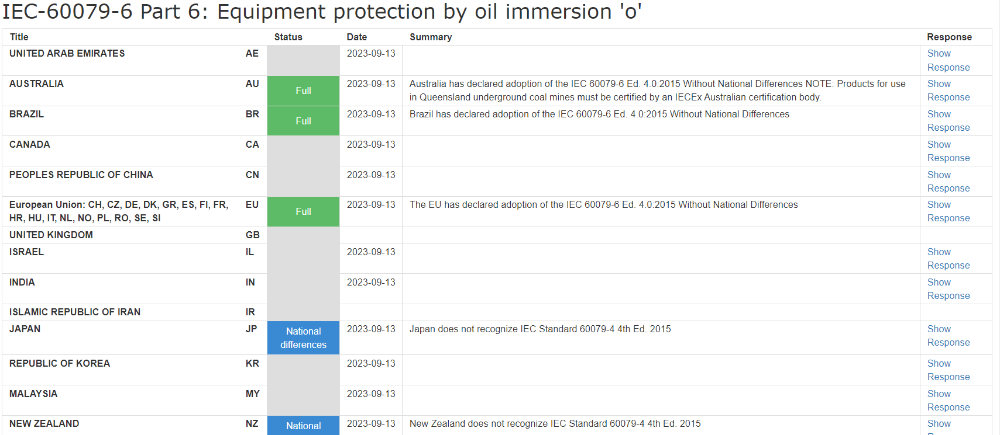 IEC-60079-6 Part 6: Equipment protection by oil immersion 'o'
Title Status Date Summary Response
UNITED ARAB EMIRATES AE 2023-09-13 Show
Response
AUSTRALIA AU Full 2023-09-13 Australia has declared adoption of the IEC 60079-6 Ed. 4.0:2015 Without National Differences NOTE: Products for use Show
in Queensland underground coal mines must be certified by an IECEx Australian certification body. Response
BRAZIL BR Full 2023-09-13 Brazil has declared adoption of the IEC 60079-6 Ed. 4.0:2015 Without National Differences Show
Response
CANADA CA 2023-09-13 Show
Response
PEOPLES REPUBLIC OF CHINA CN 2023-09-13 Show
Response
European Union: CH, CZ, DE, DK, GR, ES, FI, FR, EU Full 2023-09-13 The EU has declared adoption of the IEC 60079-6 Ed. 4.0:2015 Without National Differences Show
HR, HU, IT, NL, NO, PL, RO, SE, SI Response
UNITED KINGDOM GB
ISRAEL IL 2023-09-13 Show
Response
INDIA IN 2023-09-13 Show
Response
ISLAMIC REPUBLIC OF IRAN IR
JAPAN JP National 2023-09-13 Japan does not recognize IEC Standard 60079-4 4th Ed. 2015 Show
differences Response
REPUBLIC OF KOREA KR 2023-09-13 Show
Response
MALAYSIA MY 2023-09-13 Show
Response
NEW ZEALAND NZ National 2023-09-13 New Zealand does not recognize IEC Standard 60079-4 4th Ed. 2015 Show